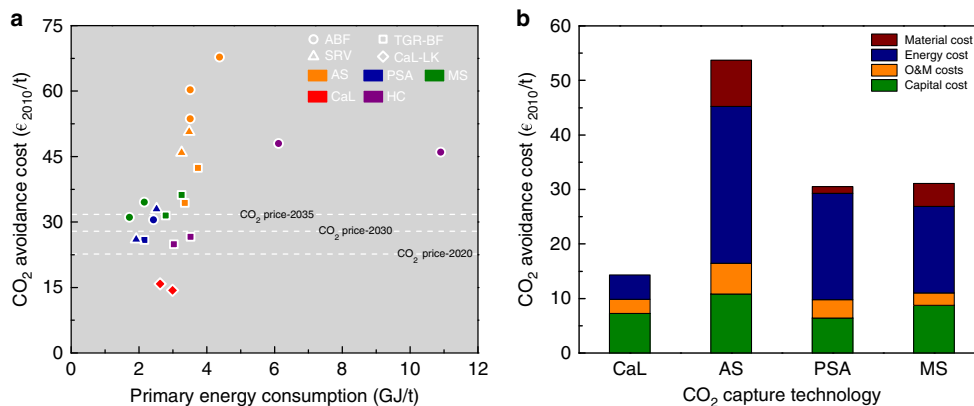 a
CO2 avoidance cost (€2010/t)
75
60
45
30
15
0
ABF
TGR-BF
SRV
CaL-LK
AS
PSA
MS
CaL
HC
CO2 price-2035
CO2 price-2030
CO2 price-2020
0 2 4 6 8 10 12
Primary energy consumption (GJ/t)
b
CO2 avoidance cost (€2010/t)
60
50
40
30
20
10
0
Material cost
Energy cost
O&M costs
Capital cost
CaL AS PSA MS
CO2 capture technology